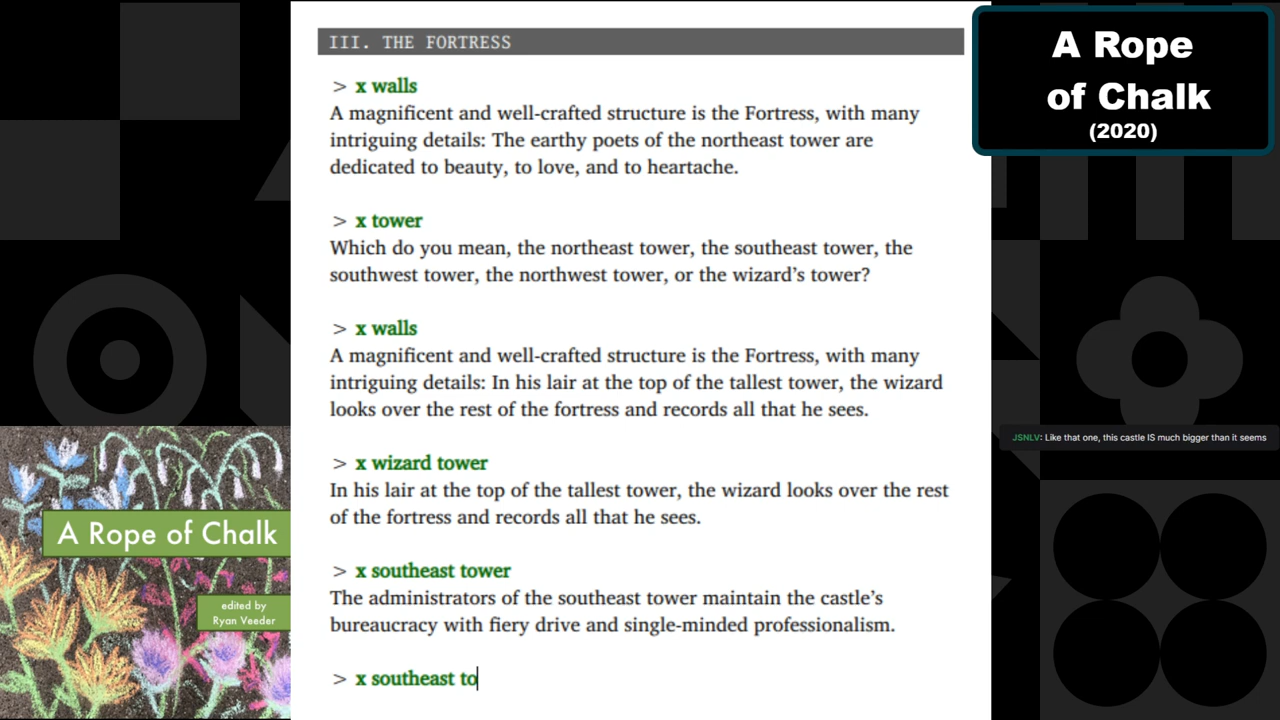 III. THE FORTRESS
> x walls
A magnificent and well-crafted structure is the Fortress, with many
intriguing details: The earthy poets of the northeast tower are
dedicated to beauty, to love, and to heartache.
> x tower
Which do you mean, the northeast tower, the southeast tower, the
southwest tower, the northwest tower, or the wizard’s tower?
> x walls
A magnificent and well-crafted structure is the Fortress, with many
intriguing details: In his lair at the top of the tallest tower, the wizard
looks over the rest of the fortress and records all that he sees.
> x wizard tower
In his lair at the top of the tallest tower, the wizard looks over the rest
of the fortress and records all that he sees.
> x southeast tower
The administrators of the southeast tower maintain the castle’s
bureaucracy with fiery drive and single-minded professionalism.
> x southeast to
A Rope
of Chalk
(2020)
JSNLV: Like that one, this castle IS much bigger than it seems
A Rope of Chalk
edited by
Ryan Veeder